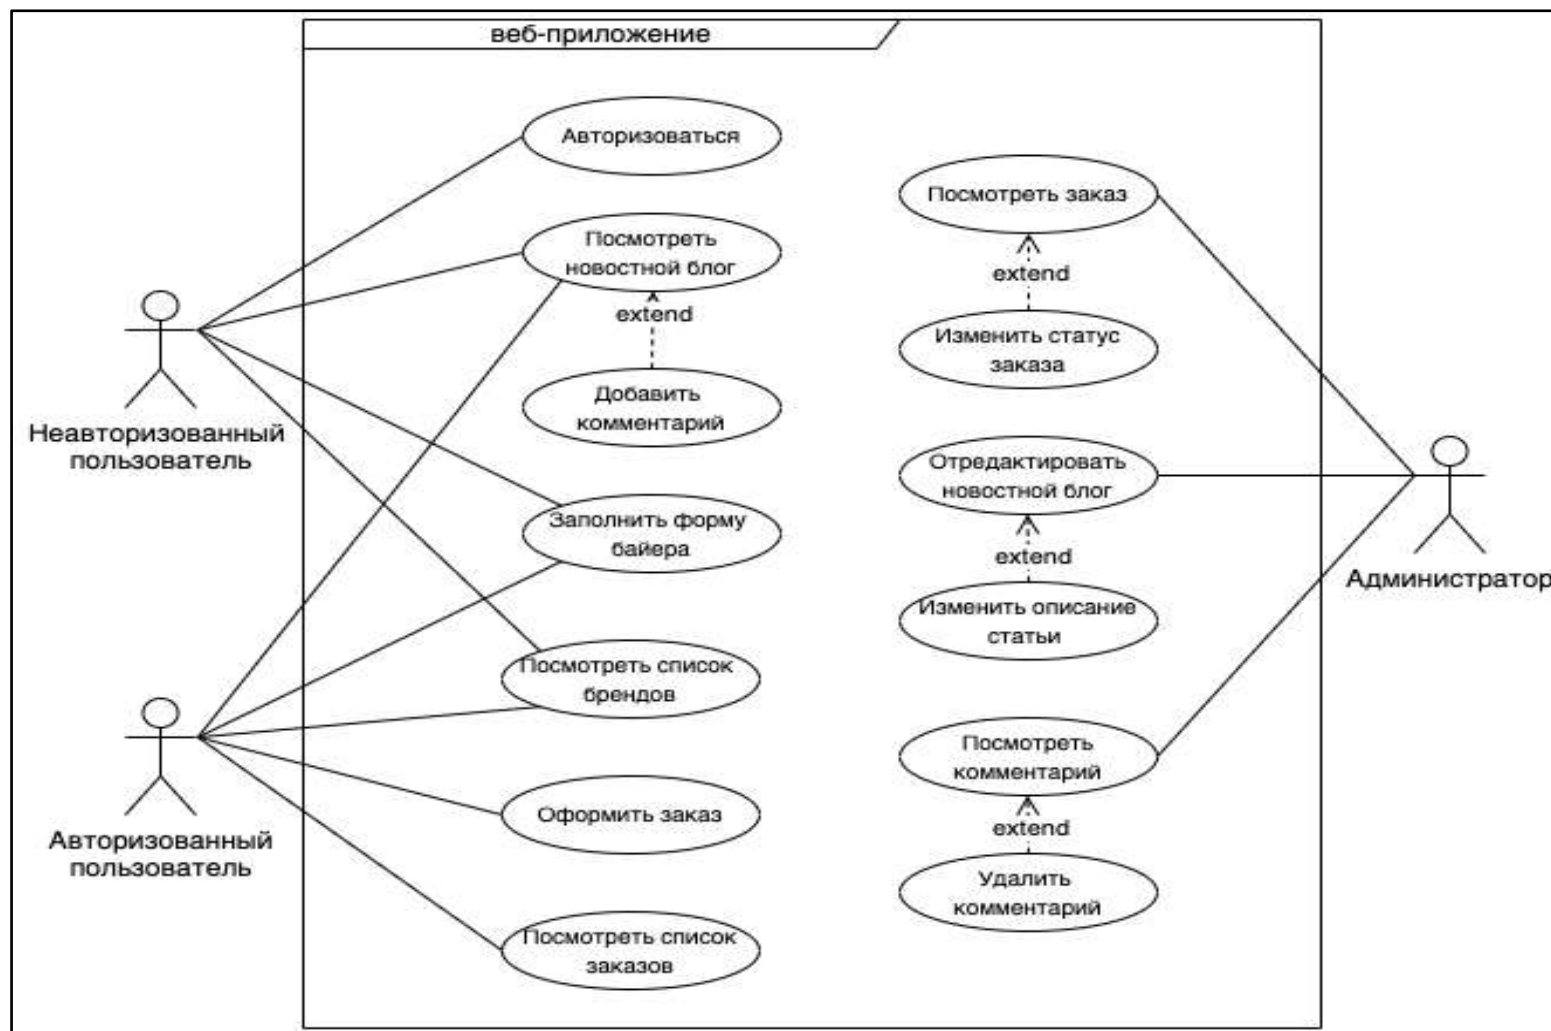 веб-приложение
Авторизоваться
Посмотреть
новостной блог
extend
Добавить
комментарий
Заполнить форму
байера
Посмотреть список
брендов
Оформить заказ
Посмотреть список
заказов
Неавторизованный
пользователь
Авторизованный
пользователь
Посмотреть заказ
extend
Изменить статус
заказа
Отредактировать
новостной блог
extend
Изменить описание
статьи
Посмотреть
комментарий
extend
Удалить
комментарий
Администратор